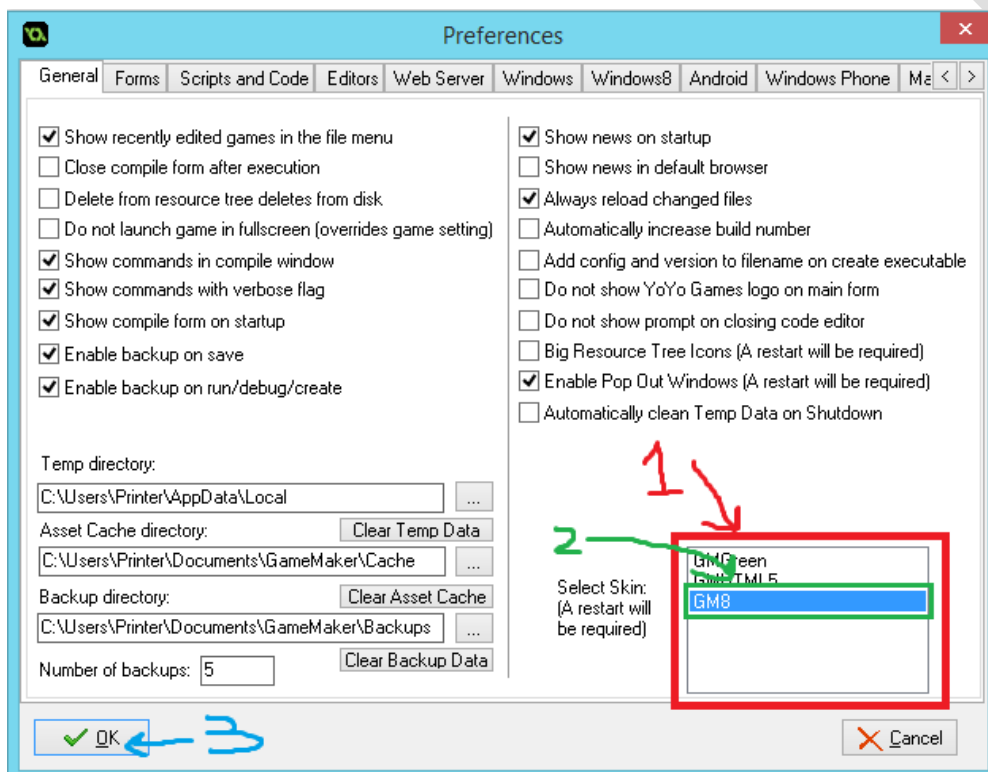 Preferences
General Forms Scripts and Code Editors Web Server Windows Windows8 Android Windows Phone Ma
Show recently edited games in the file menu
Close compile form after execution
Delete from resource tree deletes from disk
Do not launch game in fullscreen (overrides game setting)
Show commands in compile window
Show commands with verbose flag
Show compile form on startup
Enable backup on save
Enable backup on run/debug/create
Show news on startup
Show news in default browser
Always reload changed files
Automatically increase build number
Add config and version to filename on create executable
Do not show YoYo Games logo on main form
Do not show prompt on closing code editor
Big Resource Tree Icons (A restart will be required)
Enable Pop Out Windows (A restart will be required)
Automatically clean Temp Data on Shutdown
Temp directory:
C:\Users\Printer\AppData\Local ...
Asset Cache directory: Clear Temp Data
C:\Users\Printer\Documents\GameMaker\Cache ...
Backup directory: Clear Asset Cache
C:\Users\Printer\Documents\GameMaker\Backups ...
Number of backups: 5 Clear Backup Data
1
2
Select Skin:
(A restart will
be required)
GMGreen
GMHTML5
GM8
OK
3
Cancel